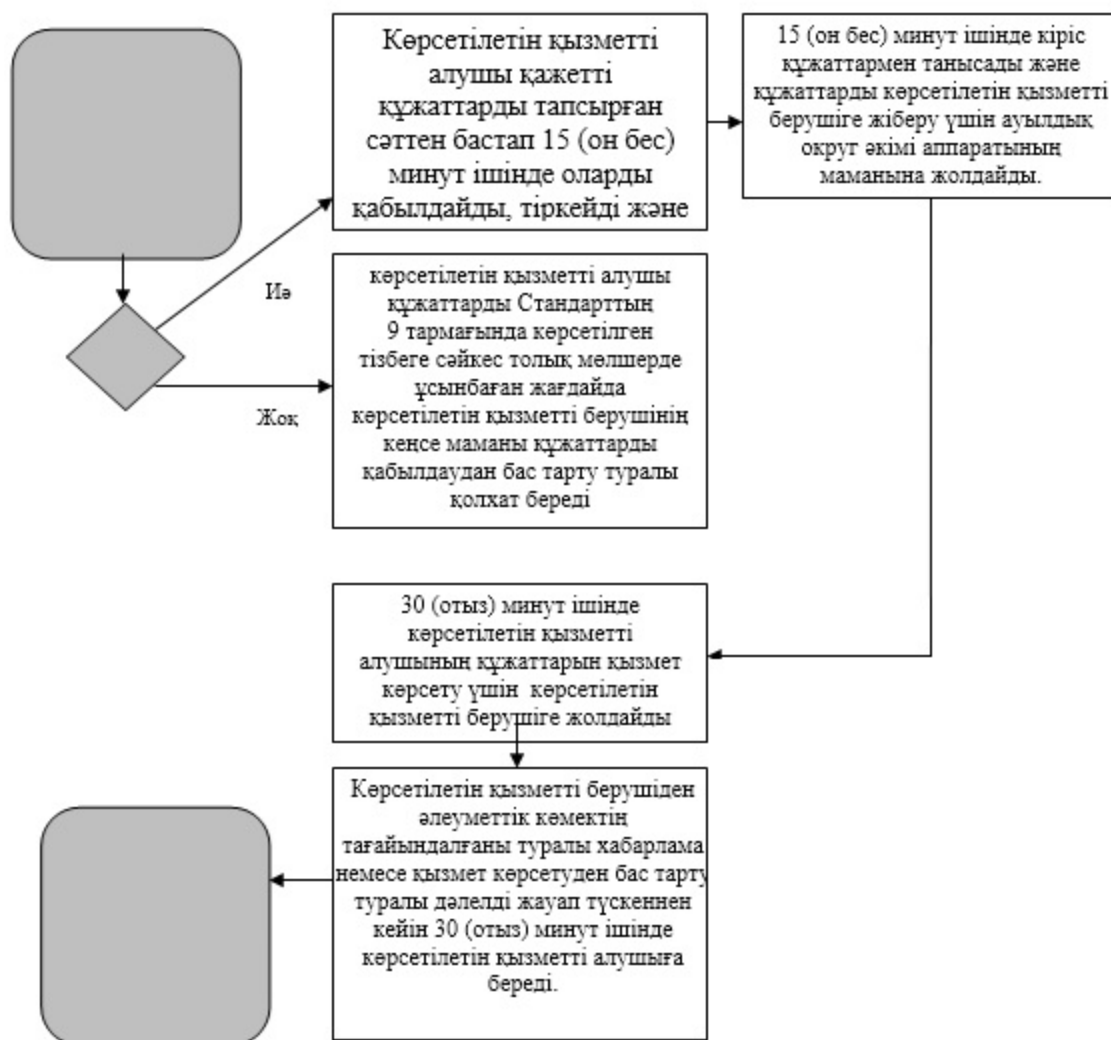 Көрсетілетін қызметті
алушы қажетті
құжаттарды тапсырған
сәттен бастап 15 (он бес)
минут ішінде оларды
қабылдайды, тіркейді және
15 (он бес) минут ішінде кіріс
құжаттармен танысады және
құжаттарды көрсетілетін қызметті
берушіге жіберу үшін ауылдық
округ әкімі аппаратының
маманына жолдайды.
Иә
Жоқ
көрсетілетін қызметті алушы
құжаттарды Стандарттың
9 тармағында көрсетілген
тізбеге сәйкес толық мөлшерде
ұсынбаған жағдайда
көрсетілетін қызметті берушінің
кеңсе маманы құжаттарды
қабылдаудан бас тарту туралы
қолхат береді
30 (отыз) минут ішінде
көрсетілетін қызметті
алушының құжаттарын қызмет
көрсету үшін көрсетілетін
қызметті берушіге жолдайды
Көрсетілетін қызметті берушіден
әлеуметтік көмектің
тағайындалғаны туралы хабарлама
немесе қызмет көрсетуден бас тарту
туралы дәлелді жауап түскеннен
кейін 30 (отыз) минут ішінде
көрсетілетін қызметті алушыға
береді.